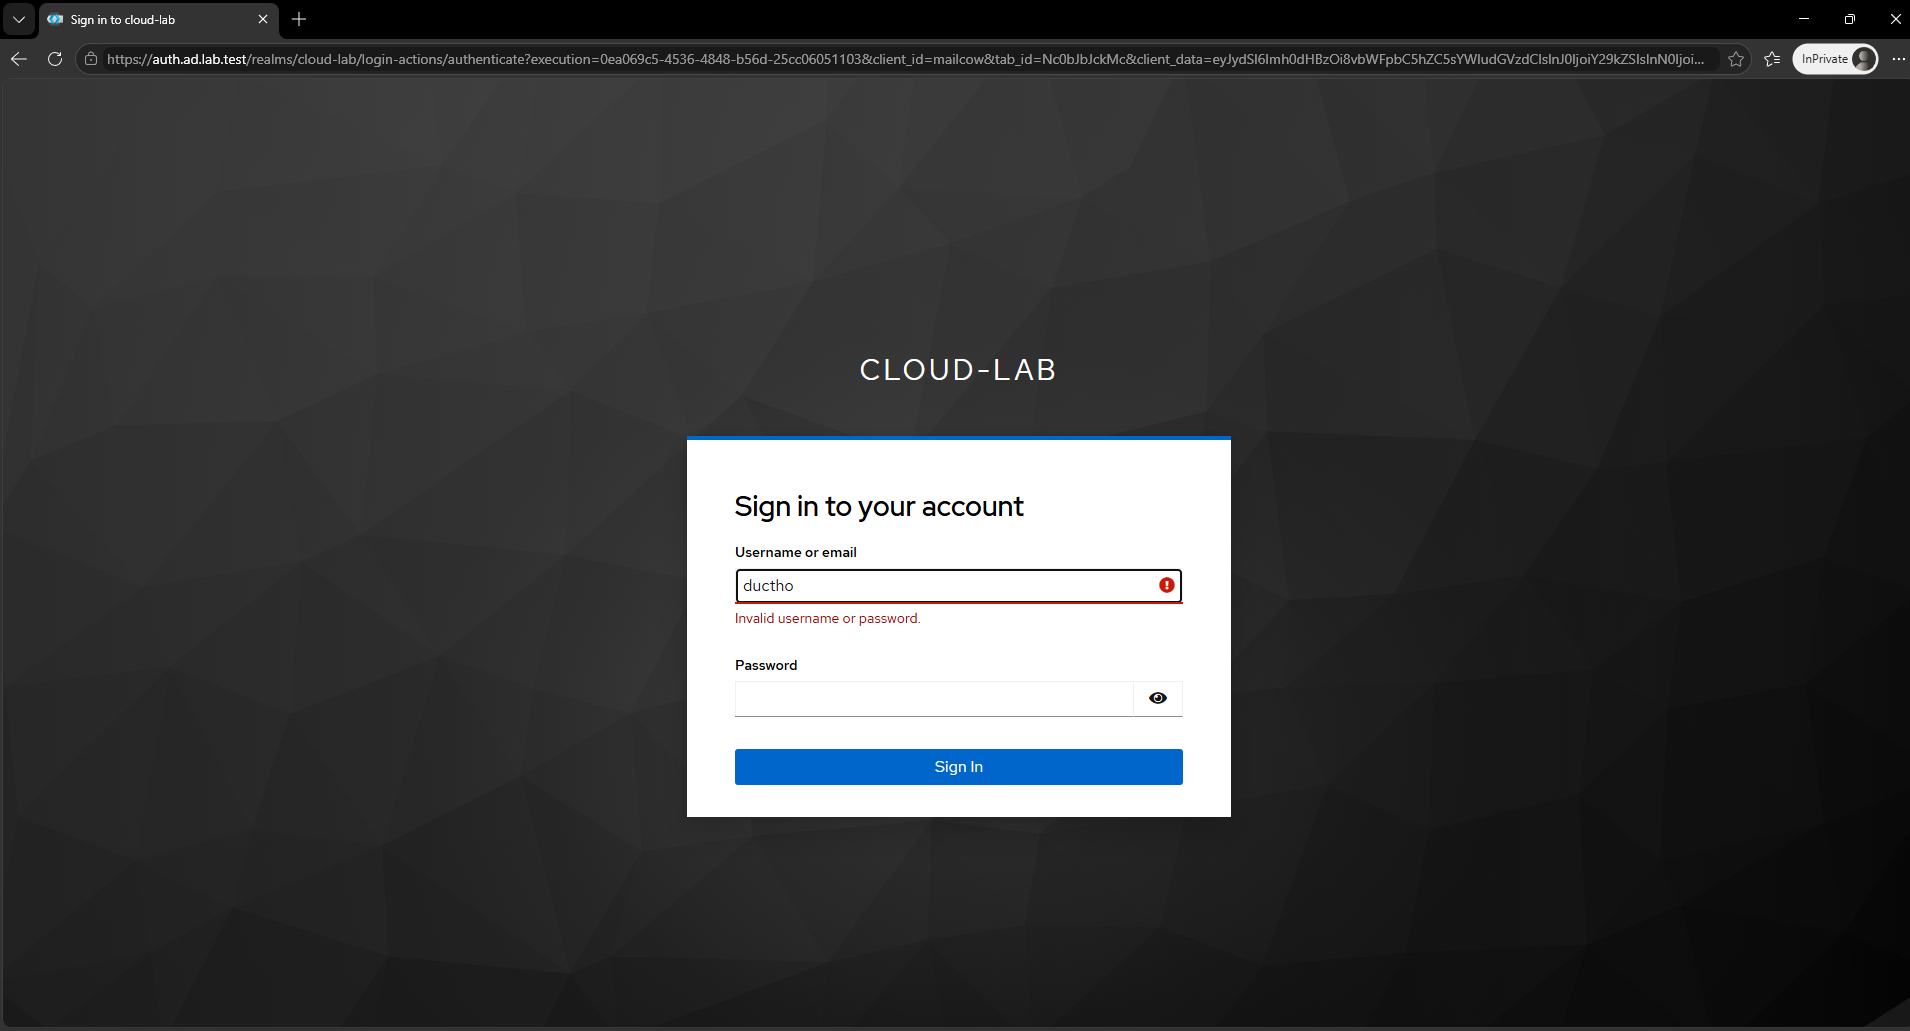 Sign in to cloud-lab
https://auth.ad.lab.test/realms/cloud-lab/login-actions/authenticate?execution=0ea069c5-4536-4848-b56d-25cc06051103&client_id=mailcow&tab_id=Nc0bJbJckMc&client_data=eyJydSI6Imh0dHBzOi8vbWFpbC5hZC5sYWIudGVzdCIsInJ0IjoiY29kZSIsInN0Ijoi...
InPrivate
CLOUD-LAB
Sign in to your account
Username or email
ductho
Invalid username or password.
Password
Sign In